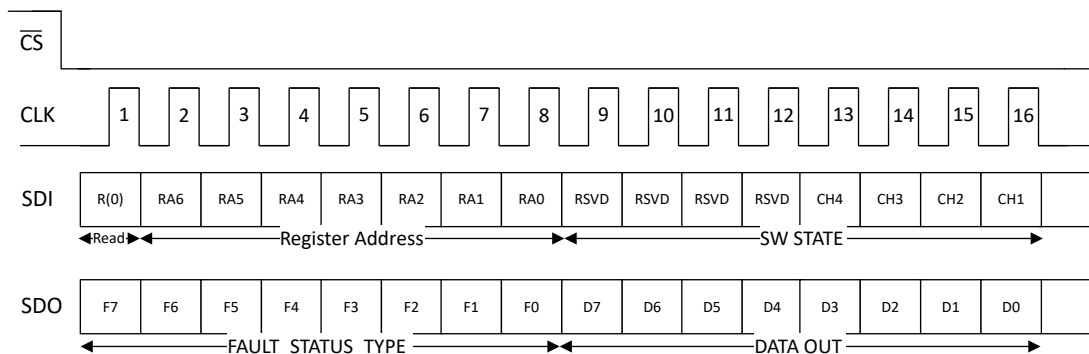 CS
CLK 1 2 3 4 5 6 7 8 9 10 11 12 13 14 15 16
SDI R(0) RA6 RA5 RA4 RA3 RA2 RA1 RA0 RSVD RSVD RSVD RSVD CH4 CH3 CH2 CH1
Read Register Address SW STATE
SDO F7 F6 F5 F4 F3 F2 F1 F0 D7 D6 D5 D4 D3 D2 D1 D0
FAULT STATUS TYPE DATA OUT